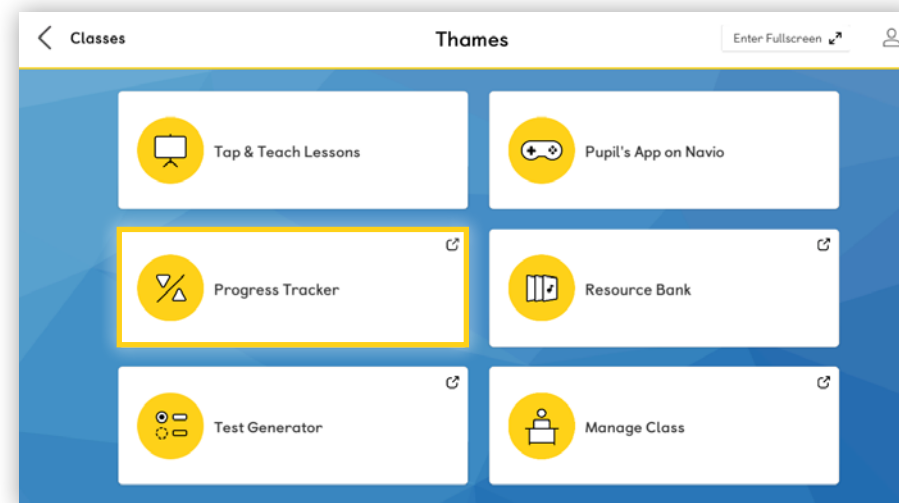 Classes
Thames
Enter Fullscreen
Tap & Teach Lessons
Pupil's App on Navio
Progress Tracker
Resource Bank
Test Generator
Manage Class